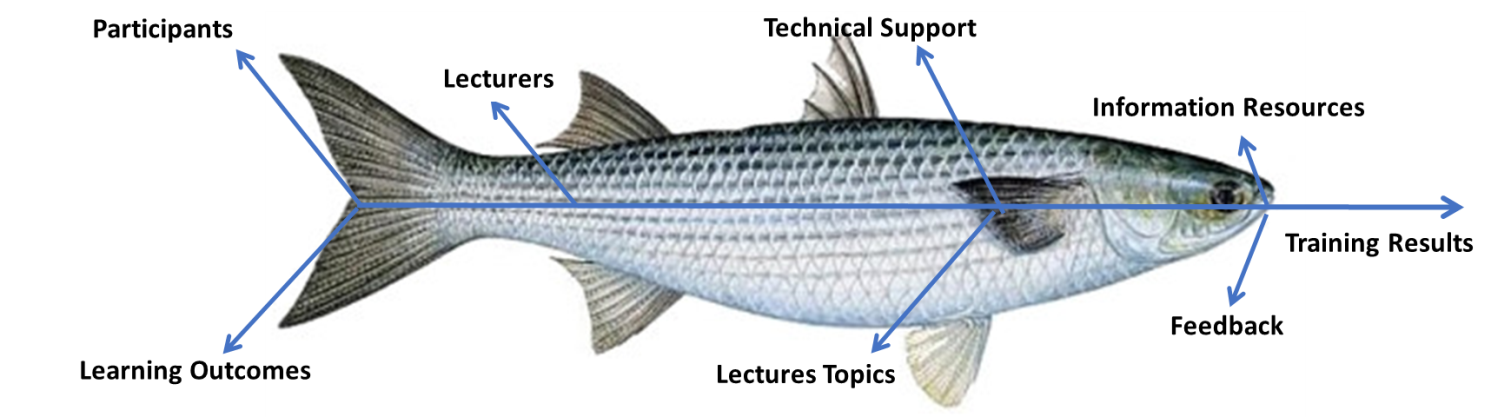 Participants
Technical Support
Lecturers
Information Resources
Training Results
Feedback
Learning Outcomes
Lectures Topics